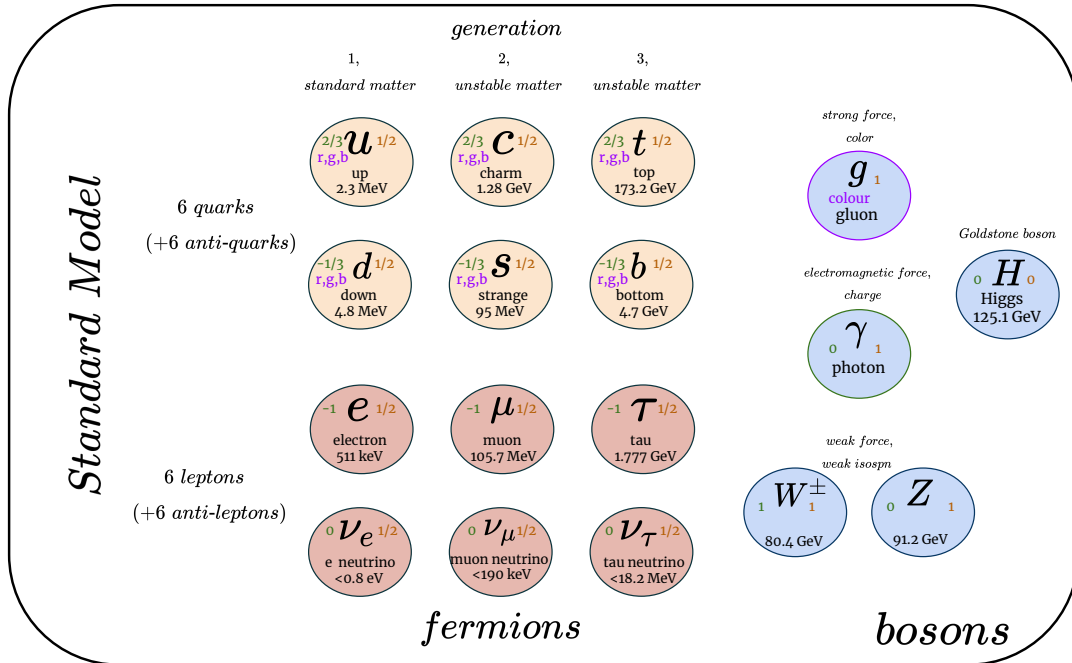 generation
1,
standard matter
2,
unstable matter
3,
unstable matter
Standard Model
6 quarks
(+6 anti-quarks)
2/3 u 1/2
r,g,b
up
2.3 MeV
2/3 c 1/2
r,g,b
charm
1.28 GeV
2/3 t 1/2
r,g,b
top
173.2 GeV
-1/3 d 1/2
r,g,b
down
4.8 MeV
-1/3 s 1/2
r,g,b
strange
95 MeV
-1/3 b 1/2
r,g,b
bottom
4.7 GeV
6 leptons
(+6 anti-leptons)
-1 e 1/2
electron
511 keV
-1 μ 1/2
muon
105.7 MeV
-1 τ 1/2
tau
1.777 GeV
0 νe 1/2
e neutrino
<0.8 eV
0 νμ 1/2
muon neutrino
<190 keV
0 ντ 1/2
tau neutrino
<18.2 MeV
fermions
strong force,
color
g 1
colour
gluon
electromagnetic force,
charge
γ
0 1
photon
weak force,
weak isospn
W±
1 1
80.4 GeV
Z
0 1
91.2 GeV
Goldstone boson
0 H 0
Higgs
125.1 GeV
bosons